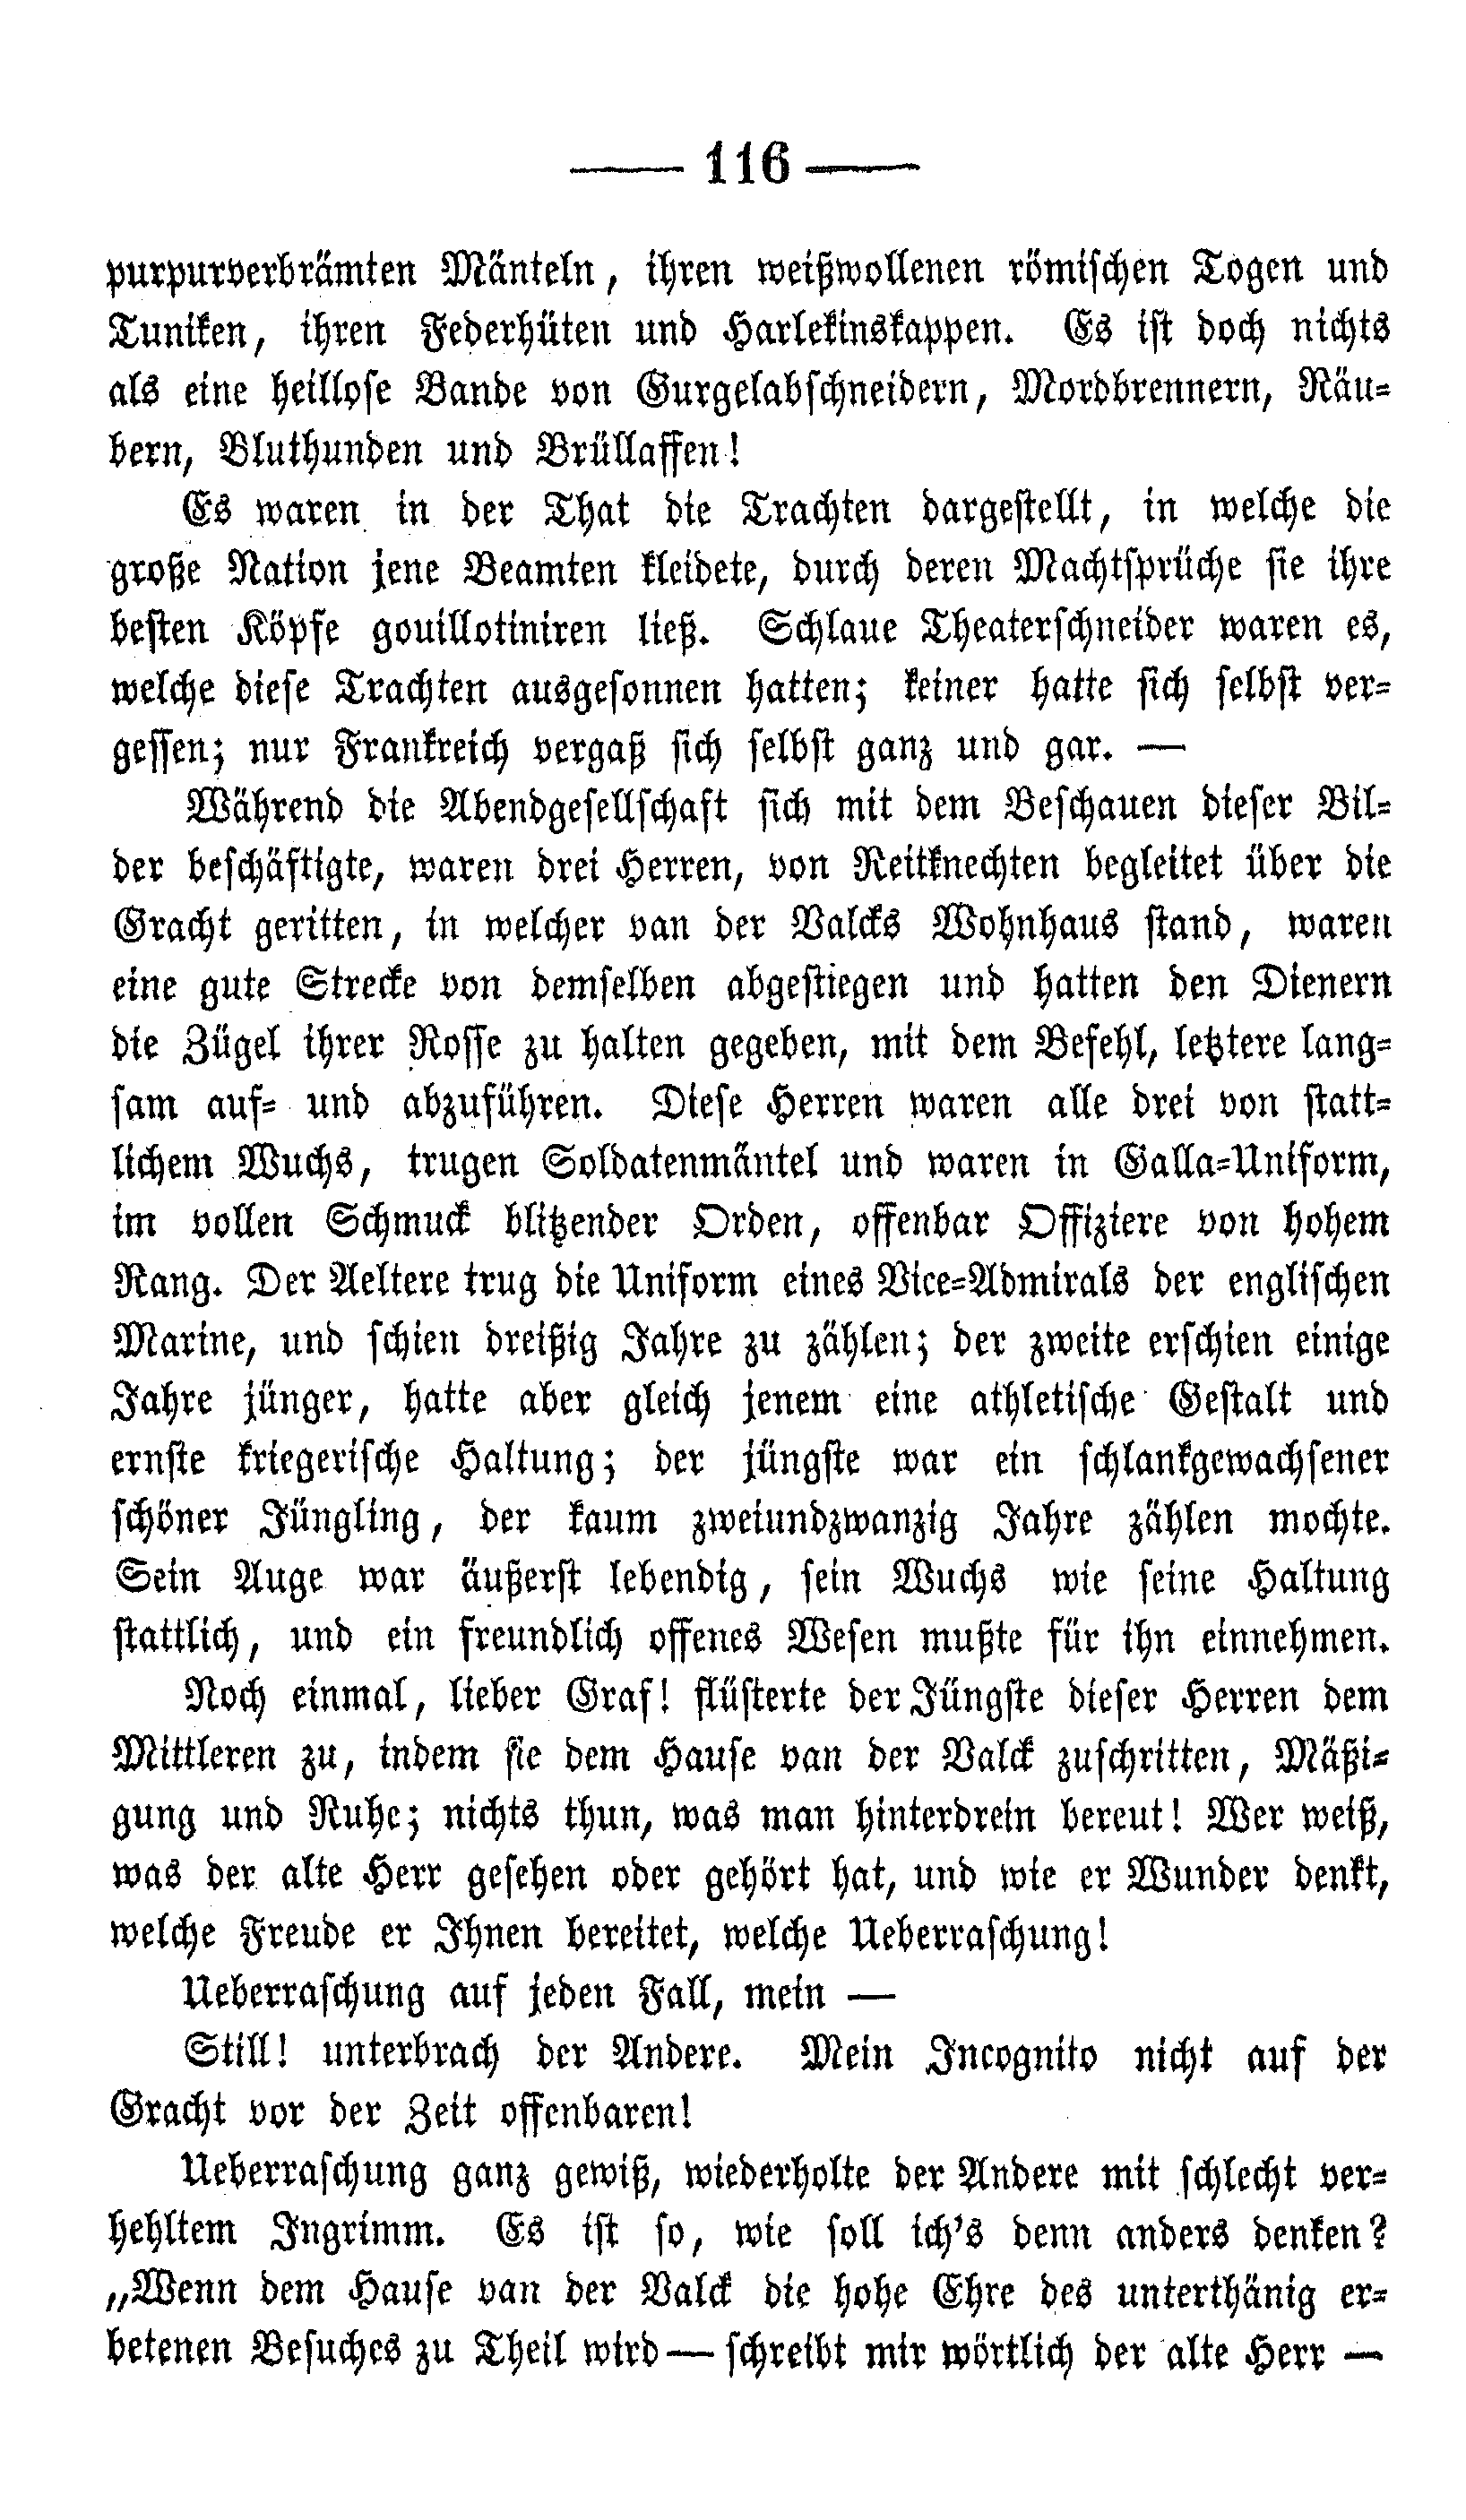 — 116 —
purpurverbrämten Mänteln, ihren weißwollenen römischen Togen und
Tuniken, ihren Federhüten und Harlekinskappen. Es ist doch nichts
als eine heillose Bande von Gurgelabschneidern, Mordbrennern, Räu-
bern, Bluthunden und Brüllaffen!
Es waren in der That die Trachten dargestellt, in welche die
große Nation jene Beamten kleidete, durch deren Machtsprüche sie ihre
besten Köpfe gouillotiniren ließ. Schlaue Theaterschneider waren es,
welche diese Trachten ausgesonnen hatten; keiner hatte sich selbst ver-
gessen; nur Frankreich vergaß sich selbst ganz und gar. —
Während die Abendgesellschaft sich mit dem Beschauen dieser Bil-
der beschäftigte, waren drei Herren, von Reitknechten begleitet über die
Gracht geritten, in welcher van der Valcks Wohnhaus stand, waren
eine gute Strecke von demselben abgestiegen und hatten den Dienern
die Zügel ihrer Rosse zu halten gegeben, mit dem Befehl, letztere lang-
sam auf- und abzuführen. Diese Herren waren alle drei von statt-
lichem Wuchs, trugen Soldatenmäntel und waren in Galla-Uniform,
im vollen Schmuck blitzender Orden, offenbar Offiziere von hohem
Rang. Der Aeltere trug die Uniform eines Vice-Admirals der englischen
Marine, und schien dreißig Jahre zu zählen; der zweite erschien einige
Jahre jünger, hatte aber gleich jenem eine athletische Gestalt und
ernste kriegerische Haltung; der jüngste war ein schlankgewachsener
schöner Jüngling, der kaum zweiundzwanzig Jahre zählen mochte.
Sein Auge war äußerst lebendig, sein Wuchs wie seine Haltung
stattlich, und ein freundlich offenes Wesen mußte für ihn einnehmen.
Noch einmal, lieber Graf! flüsterte der Jüngste dieser Herren dem
Mittleren zu, indem sie dem Hause van der Valck zuschritten, Mäßi-
gung und Ruhe; nichts thun, was man hinterdrein bereut! Wer weiß,
was der alte Herr gesehen oder gehört hat, und wie er Wunder denkt,
welche Freude er Ihnen bereitet, welche Ueberraschung!
Ueberraschung auf jeden Fall, mein —
Still! unterbrach der Andere. Mein Incognito nicht auf der
Gracht vor der Zeit offenbaren!
Ueberraschung ganz gewiß, wiederholte der Andere mit schlecht ver-
hehltem Ingrimm. Es ist so, wie soll ich's denn anders denken?
„Wenn dem Hause van der Valck die hohe Ehre des unterthänig er-
betenen Besuches zu Theil wird — schreibt mir wörtlich der alte Herr —